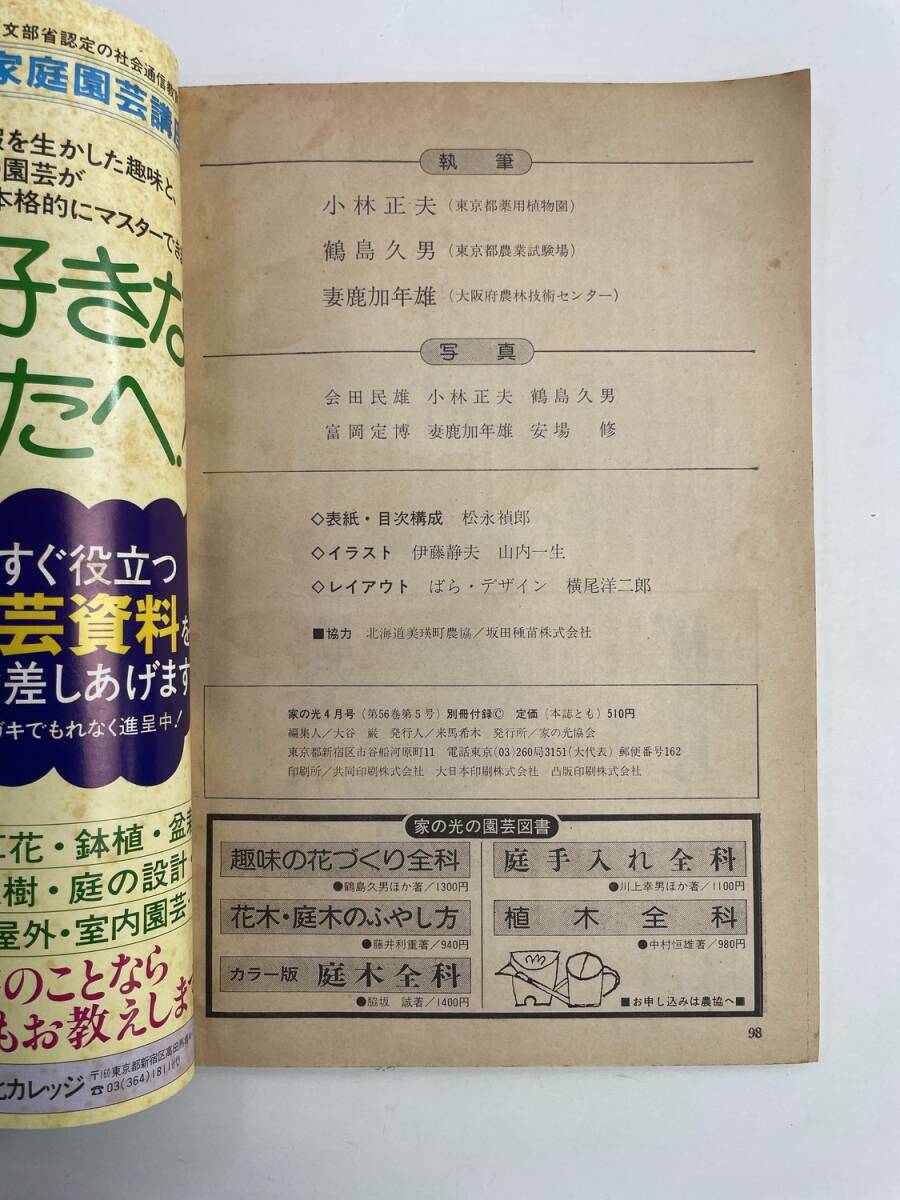 文部省認定の社会通信教
家庭園芸講座
を生かした趣味と、
園芸が
本格的にマスターでき
好きな
たへ!
すぐ役立つ
芸資料を
差しあげます
ガキでもれなく進呈中!
花・鉢植・盆栽
樹・庭の設計
屋外・室内園芸
のことなら
もお教えします
カレッジ
〒160東京都新宿区高田馬場
☎03(364)1811
執筆
小林正夫(東京都薬用植物園)
鶴島久男(東京都農業試験場)
妻鹿加年雄(大阪府農林技術センター)
写真
会田民雄 小林正夫 鶴島久男
富岡定博 妻鹿加年雄 安場 修
◇表紙・目次構成 松永禎郎
◇イラスト 伊藤静夫 山内一生
◇レイアウト ばら・デザイン 横尾洋二郎
■協力 北海道美瑛町農協/坂田種苗株式会社
家の光4月号(第56巻第5号)別冊付録Ⓒ 定価(本誌とも)510円
編集人/大谷 巌 発行人/来馬希木 発行所/家の光協会
東京都新宿区市谷船河原町11 電話東京(03)260局3151(大代表)郵便番号162
印刷所/共同印刷株式会社 大日本印刷株式会社 凸版印刷株式会社
家の光の園芸図書
趣味の花づくり全科
●鶴島久男ほか著/1300円
花木・庭木のふやし方
●藤井利重著/940円
カラー版 庭木全科
●脇坂 誠著/1400円
庭手入れ全科
●川上幸男ほか著/1100円
植木全科
●中村恒雄著/980円
■お申し込みは農協へ■
98